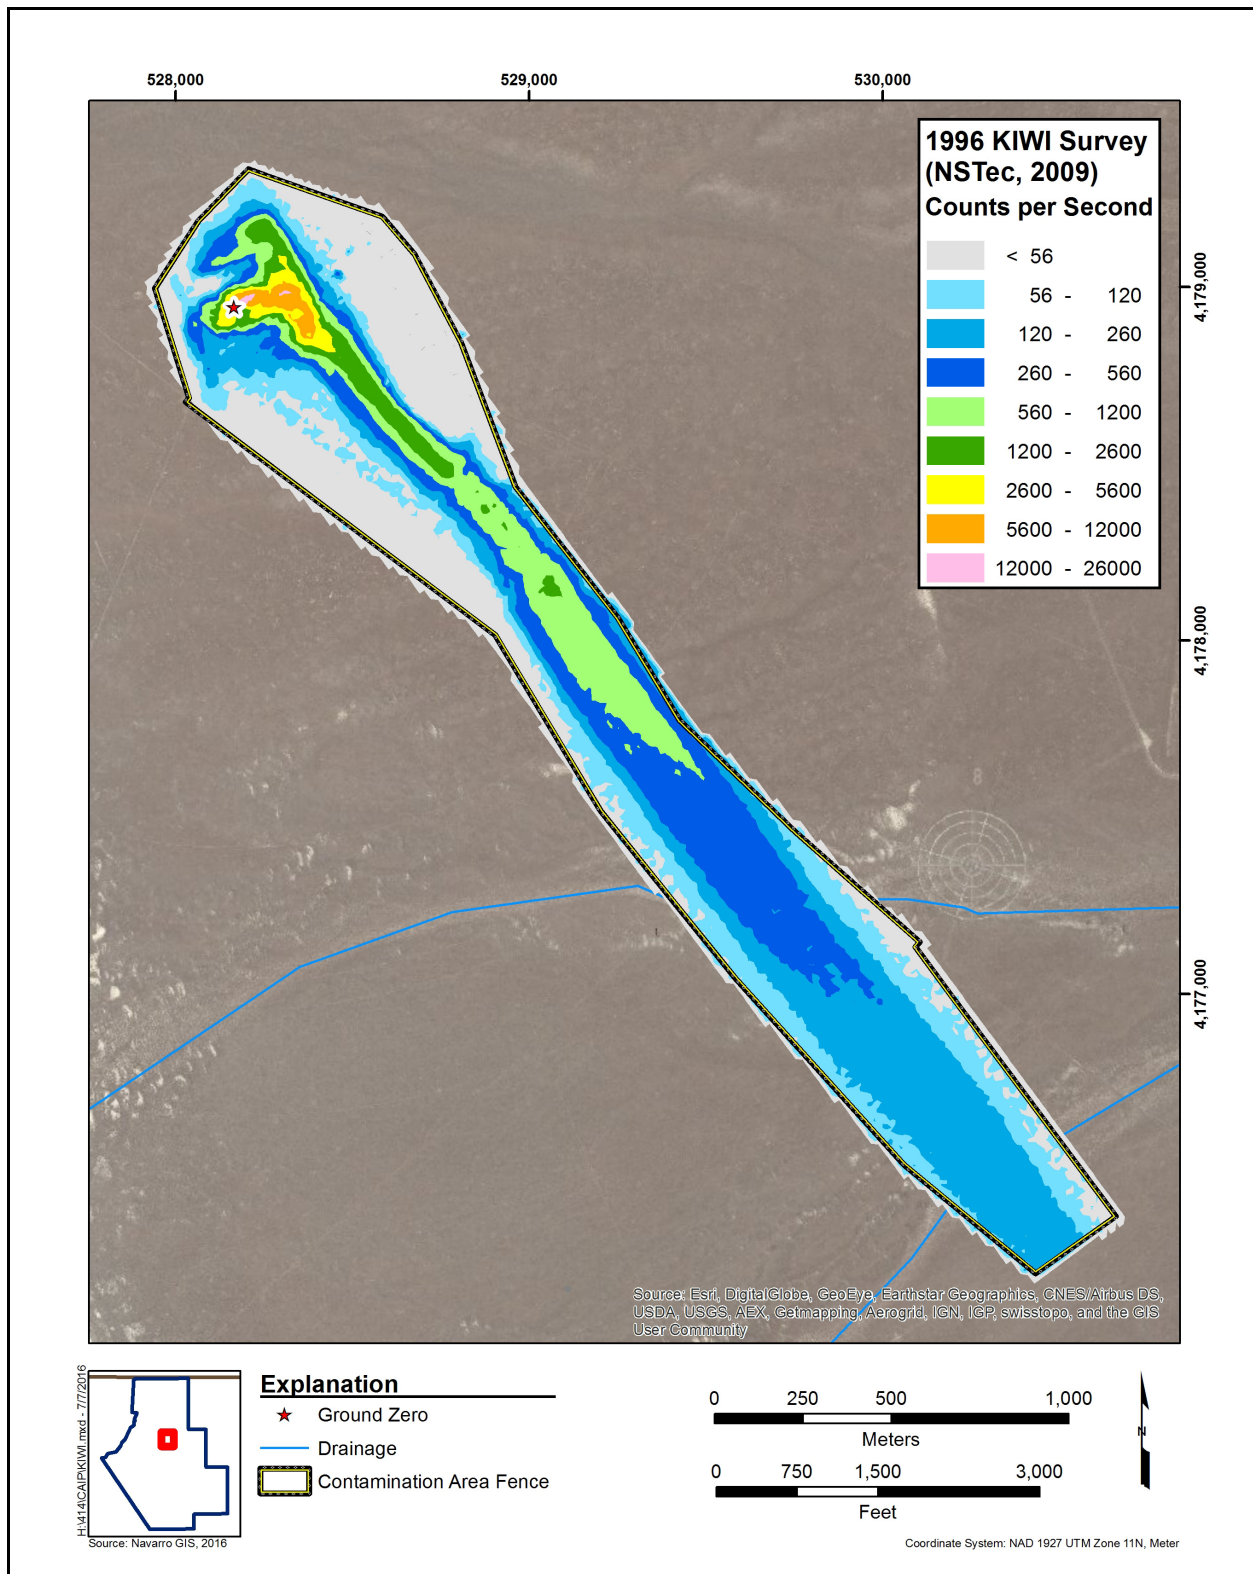 528,000 529,000 530,000
1996 KIWI Survey
(NSTec, 2009)
Counts per Second
< 56
56 - 120
120 - 260
260 - 560
560 - 1200
1200 - 2600
2600 - 5600
5600 - 12000
12000 - 26000
4,179,000
4,178,000
4,177,000
Source: Esri, DigitalGlobe, GeoEye, Earthstar Geographics, CNES/Airbus DS,
USDA, USGS, AEX, Getmapping, Aerogrid, IGN, IGP, swisstopo, and the GIS
User Community
H:\414\CAIP\KIWI.mxd - 7/7/2016
Explanation
Ground Zero
Drainage
Contamination Area Fence
0 250 500 1,000
Meters
0 750 1,500 3,000
Feet
N
Source: Navarro GIS, 2016
Coordinate System: NAD 1927 UTM Zone 11N, Meter